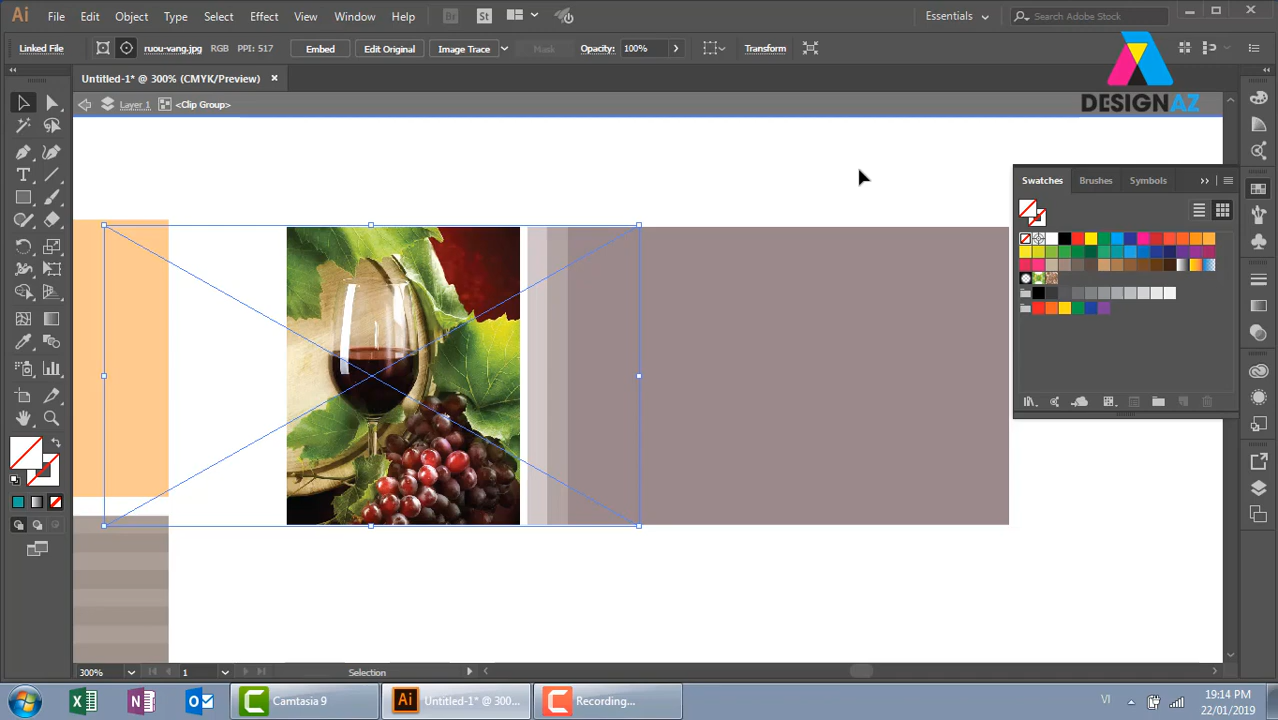 Ai File Edit Object Type Select Effect View Window Help Br St Essentials Search Adobe Stock
Linked File ruou-vang.jpg RGB PPI: 517 Embed Edit Original Image Trace Mask Opacity: 100% Transform
Untitled-1* @ 300% (CMYK/Preview)
DESIGNAZ
Layer 1 <Clip Group>
Swatches Brushes Symbols
300% 1 Selection
Camtasia 9 Ai Untitled-1* @ 300... Recording...
VI 19:14 PM
22/01/2019